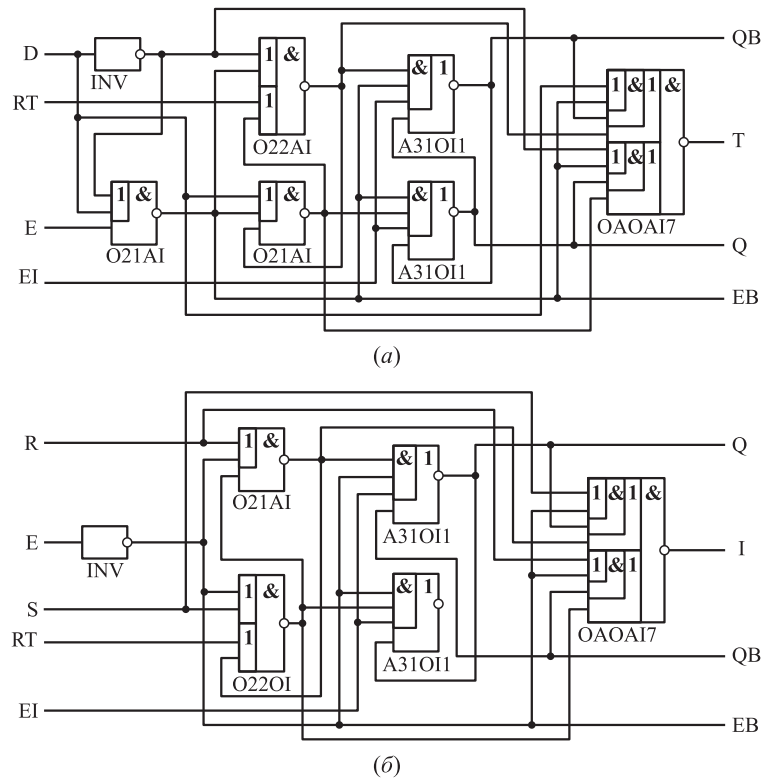 D
INV
RT
1 &
1
O22AI
& 1
A31OI1
QB
1 & 1 &
1 & 1
OAOAI7
T
E
1 &
O21AI
1 &
O21AI
& 1
A31OI1
Q
EI
EB
(а)
R
1 &
O21AI
& 1
A31OI1
Q
E
INV
1 & 1 &
1 & 1
OAOAI7
I
S
RT
1 &
1
O22OI
& 1
A31OI1
QB
EI
EB
(б)